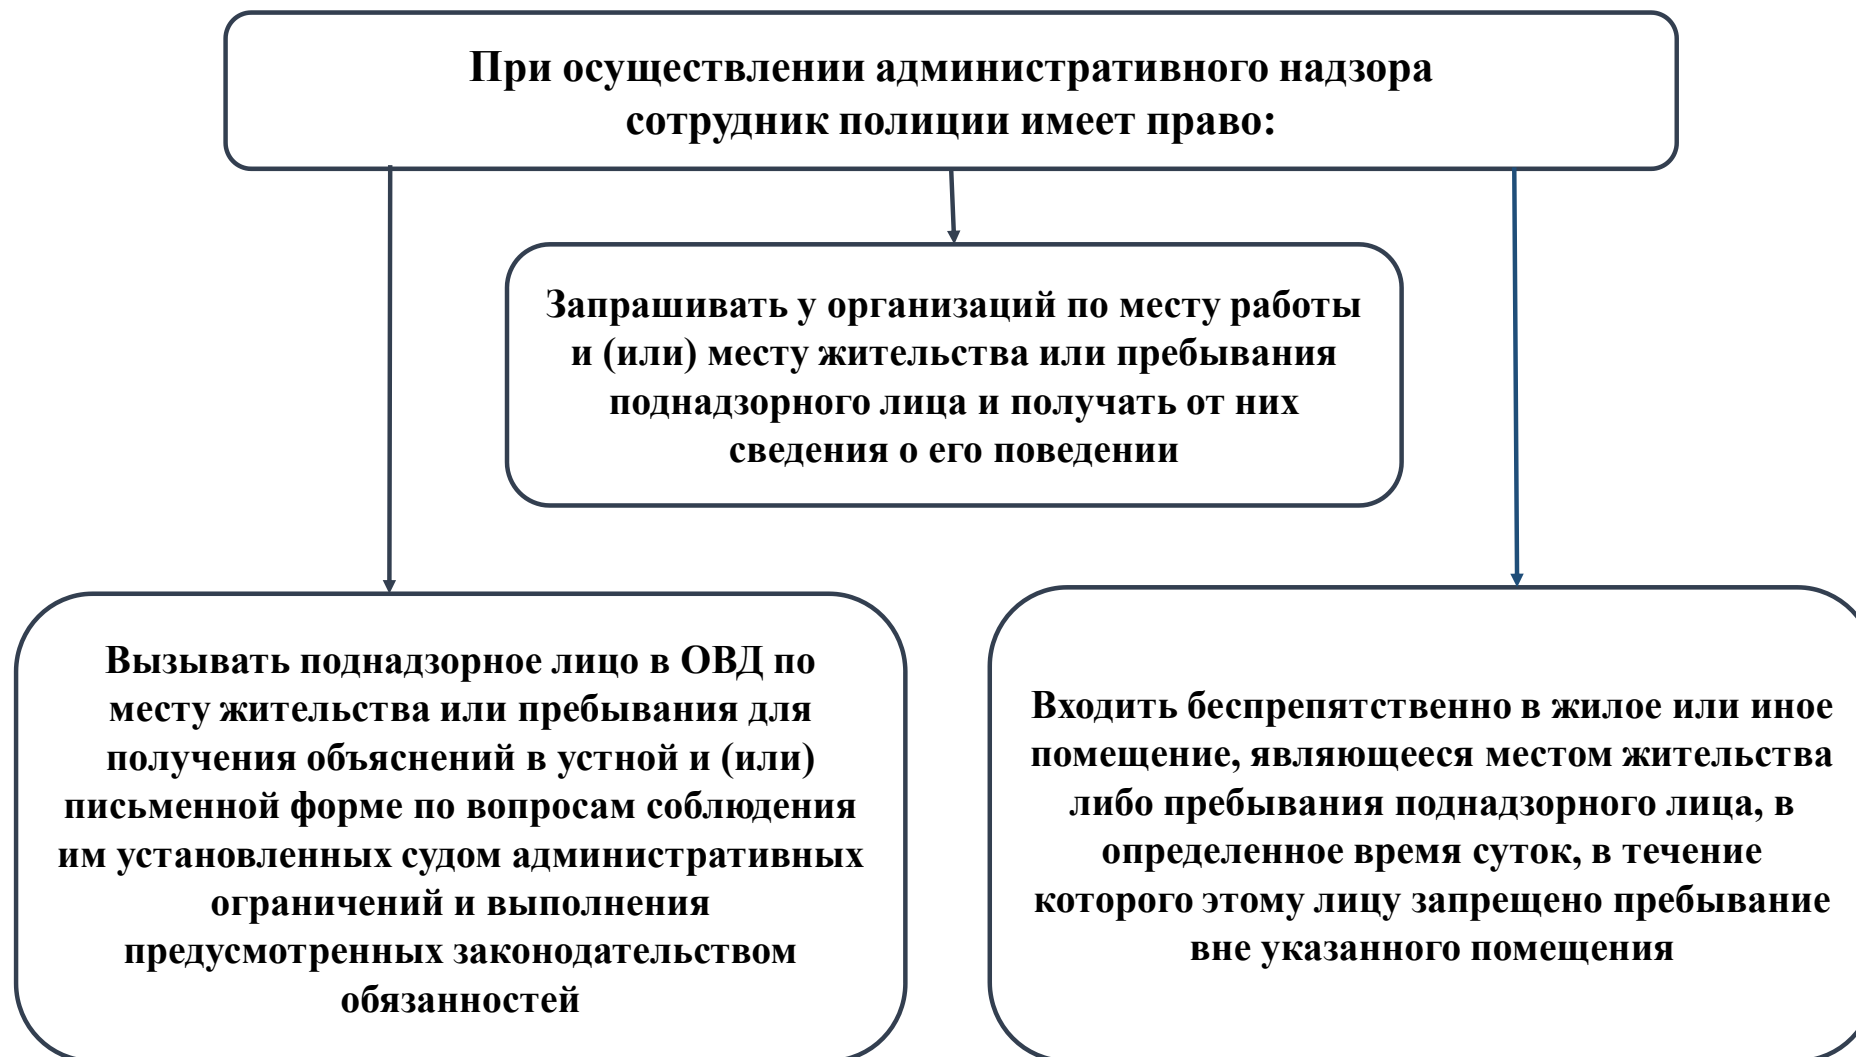 При осуществлении административного надзора
сотрудник полиции имеет право:
Запрашивать у организаций по месту работы
и (или) месту жительства или пребывания
поднадзорного лица и получать от них
сведения о его поведении
Вызывать поднадзорное лицо в ОВД по
месту жительства или пребывания для
получения объяснений в устной и (или)
письменной форме по вопросам соблюдения
им установленных судом административных
ограничений и выполнения
предусмотренных законодательством
обязанностей
Входить беспрепятственно в жилое или иное
помещение, являющееся местом жительства
либо пребывания поднадзорного лица, в
определенное время суток, в течение
которого этому лицу запрещено пребывание
вне указанного помещения